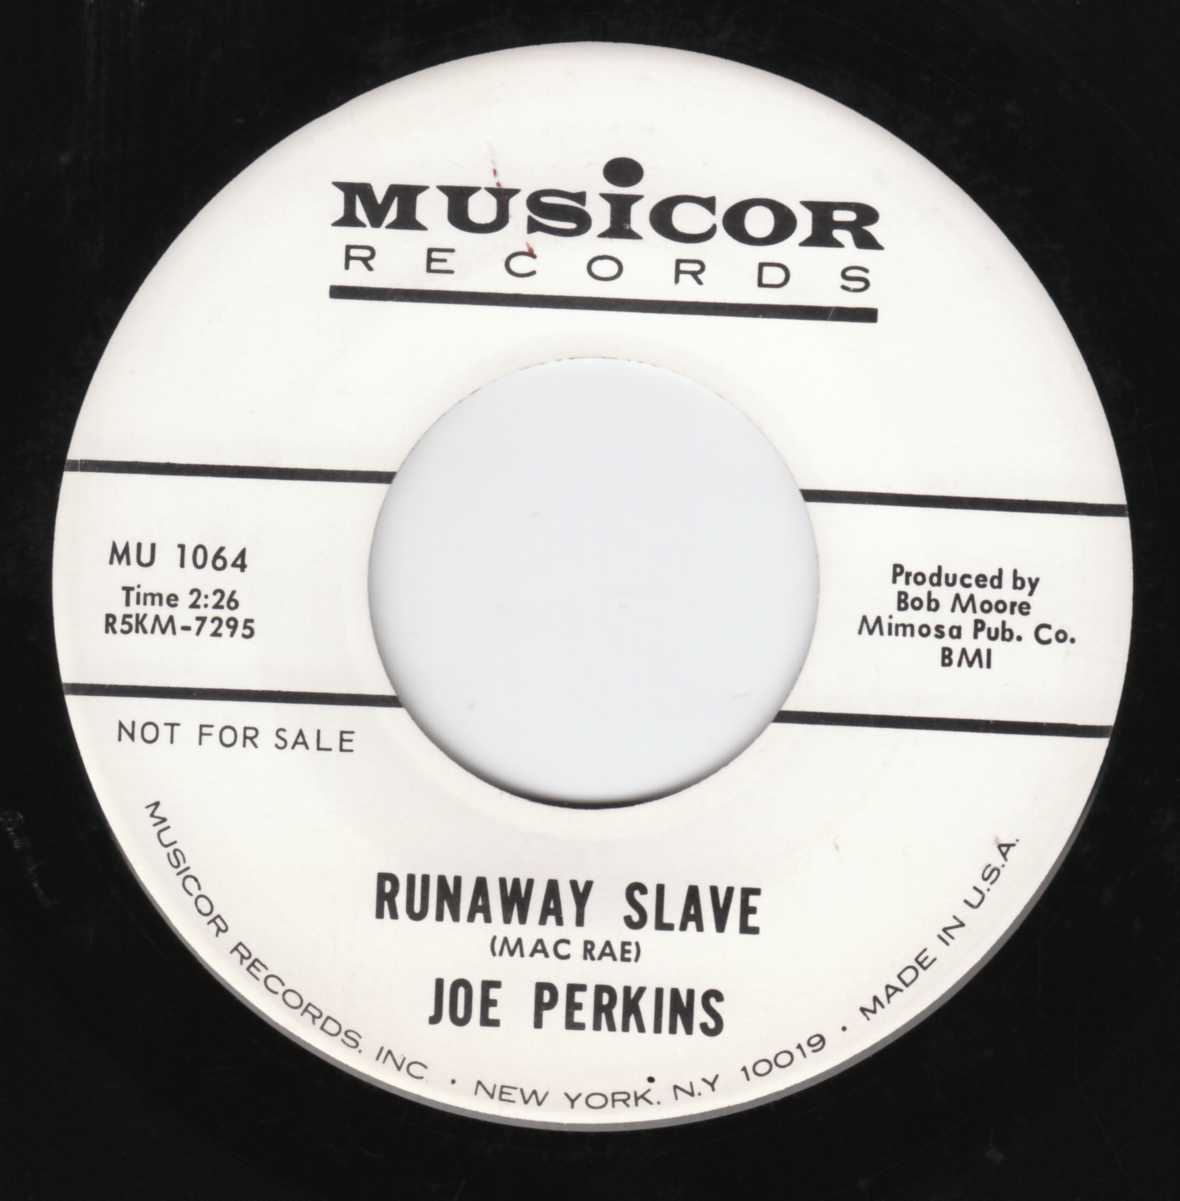 MUSiCOR
RECORDS
MU 1064
Time 2:26
R5KM-7295
Produced by
Bob Moore
Mimosa Pub. Co.
BMI
NOT FOR SALE
RUNAWAY SLAVE
(MAC RAE)
JOE PERKINS
MUSICOR RECORDS, INC. · NEW YORK. N.Y 10019 · MADE IN U.S.A.